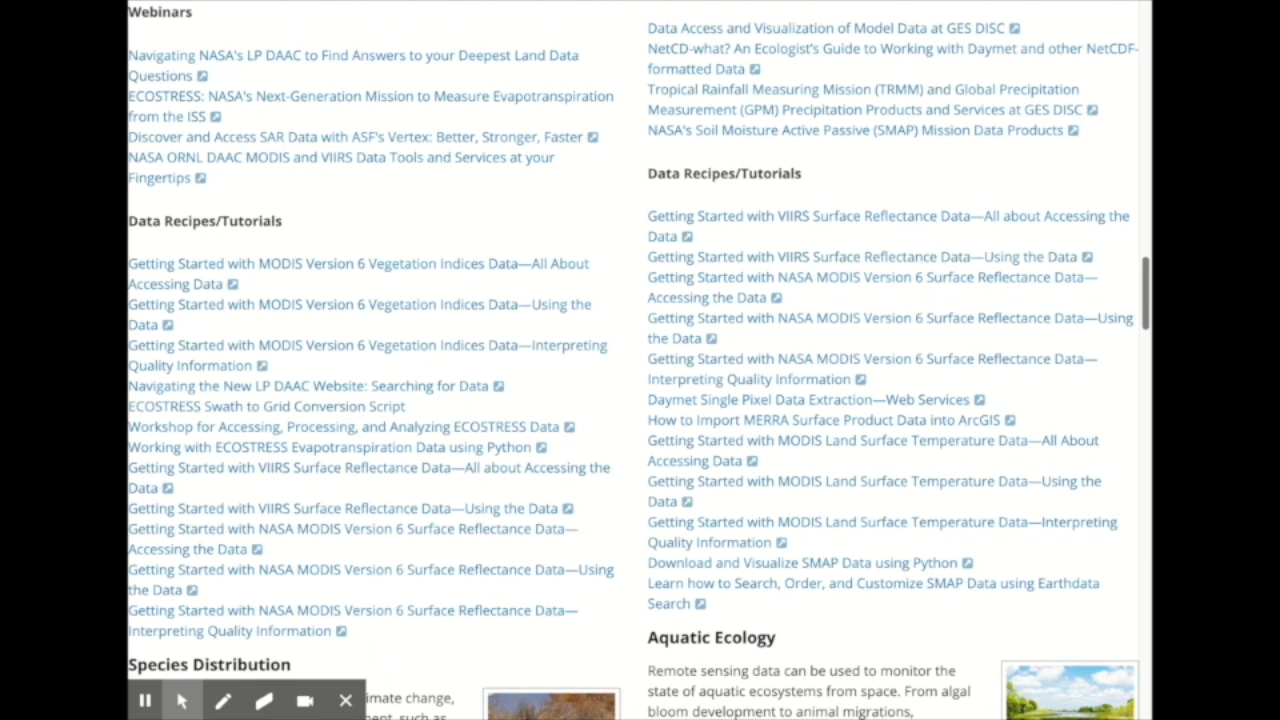 Webinars
Navigating NASA's LP DAAC to Find Answers to your Deepest Land Data
Questions
ECOSTRESS: NASA's Next-Generation Mission to Measure Evapotranspiration
from the ISS
Discover and Access SAR Data with ASF's Vertex: Better, Stronger, Faster
NASA ORNL DAAC MODIS and VIIRS Data Tools and Services at your
Fingertips
Data Recipes/Tutorials
Getting Started with MODIS Version 6 Vegetation Indices Data—All About
Accessing Data
Getting Started with MODIS Version 6 Vegetation Indices Data—Using the
Data
Getting Started with MODIS Version 6 Vegetation Indices Data—Interpreting
Quality Information
Navigating the New LP DAAC Website: Searching for Data
ECOSTRESS Swath to Grid Conversion Script
Workshop for Accessing, Processing, and Analyzing ECOSTRESS Data
Working with ECOSTRESS Evapotranspiration Data using Python
Getting Started with VIIRS Surface Reflectance Data—All about Accessing the
Data
Getting Started with VIIRS Surface Reflectance Data—Using the Data
Getting Started with NASA MODIS Version 6 Surface Reflectance Data—
Accessing the Data
Getting Started with NASA MODIS Version 6 Surface Reflectance Data—Using
the Data
Getting Started with NASA MODIS Version 6 Surface Reflectance Data—
Interpreting Quality Information
Species Distribution
imate change,
Data Access and Visualization of Model Data at GES DISC
NetCD-what? An Ecologist's Guide to Working with Daymet and other NetCDF-
formatted Data
Tropical Rainfall Measuring Mission (TRMM) and Global Precipitation
Measurement (GPM) Precipitation Products and Services at GES DISC
NASA's Soil Moisture Active Passive (SMAP) Mission Data Products
Data Recipes/Tutorials
Getting Started with VIIRS Surface Reflectance Data—All about Accessing the
Data
Getting Started with VIIRS Surface Reflectance Data—Using the Data
Getting Started with NASA MODIS Version 6 Surface Reflectance Data—
Accessing the Data
Getting Started with NASA MODIS Version 6 Surface Reflectance Data—Using
the Data
Getting Started with NASA MODIS Version 6 Surface Reflectance Data—
Interpreting Quality Information
Daymet Single Pixel Data Extraction—Web Services
How to Import MERRA Surface Product Data into ArcGIS
Getting Started with MODIS Land Surface Temperature Data—All About
Accessing Data
Getting Started with MODIS Land Surface Temperature Data—Using the
Data
Getting Started with MODIS Land Surface Temperature Data—Interpreting
Quality Information
Download and Visualize SMAP Data using Python
Learn how to Search, Order, and Customize SMAP Data using Earthdata
Search
Aquatic Ecology
Remote sensing data can be used to monitor the
state of aquatic ecosystems from space. From algal
bloom development to animal migrations,